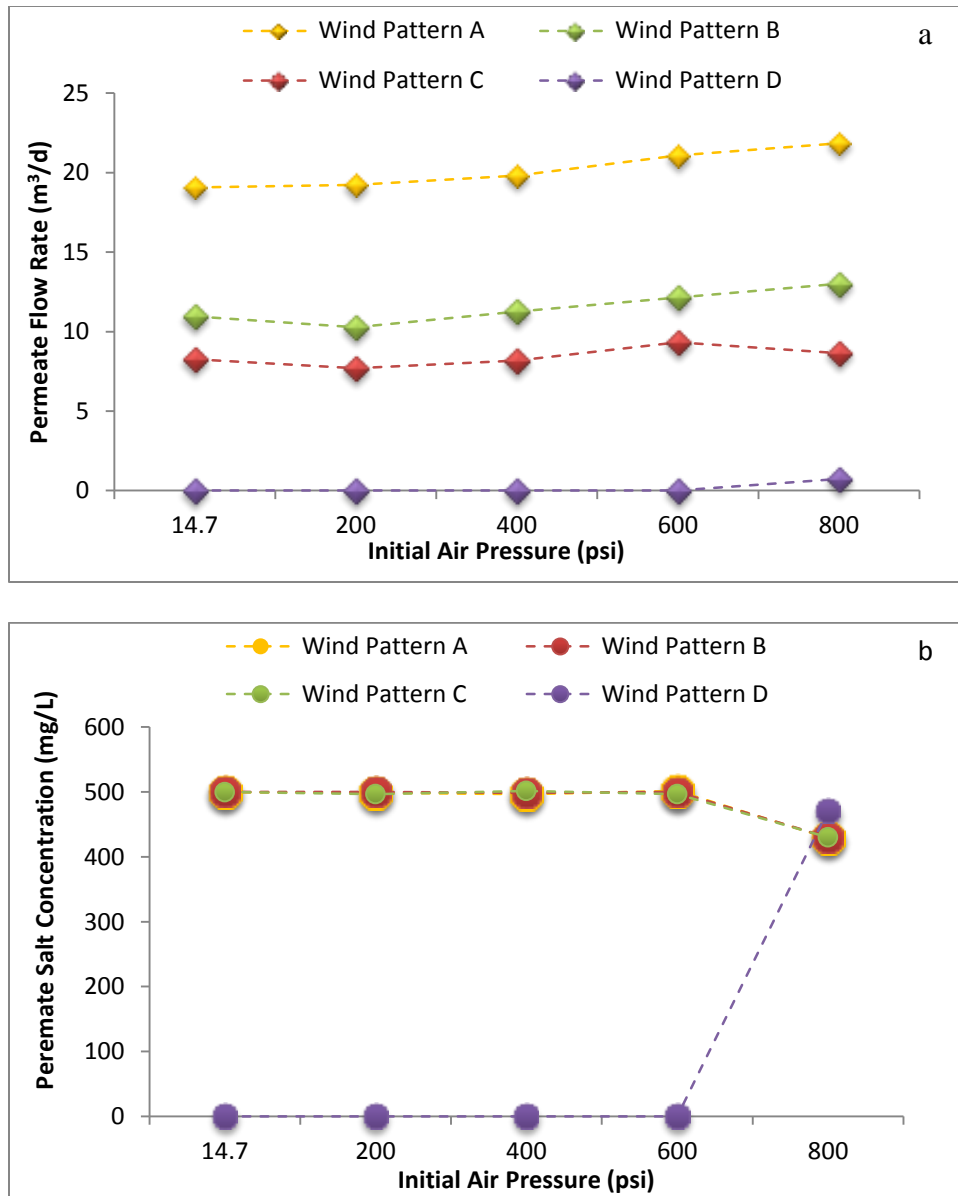 Wind Pattern A Wind Pattern B a
Wind Pattern C Wind Pattern D
25
20
15
10
5
0
Permeate Flow Rate (m³/d)
14.7 200 400 600 800
Initial Air Pressure (psi)
Wind Pattern A Wind Pattern B b
Wind Pattern C Wind Pattern D
600
500
400
300
200
100
0
Peremate Salt Concentration (mg/L)
14.7 200 400 600 800
Initial Air Pressure (psi)